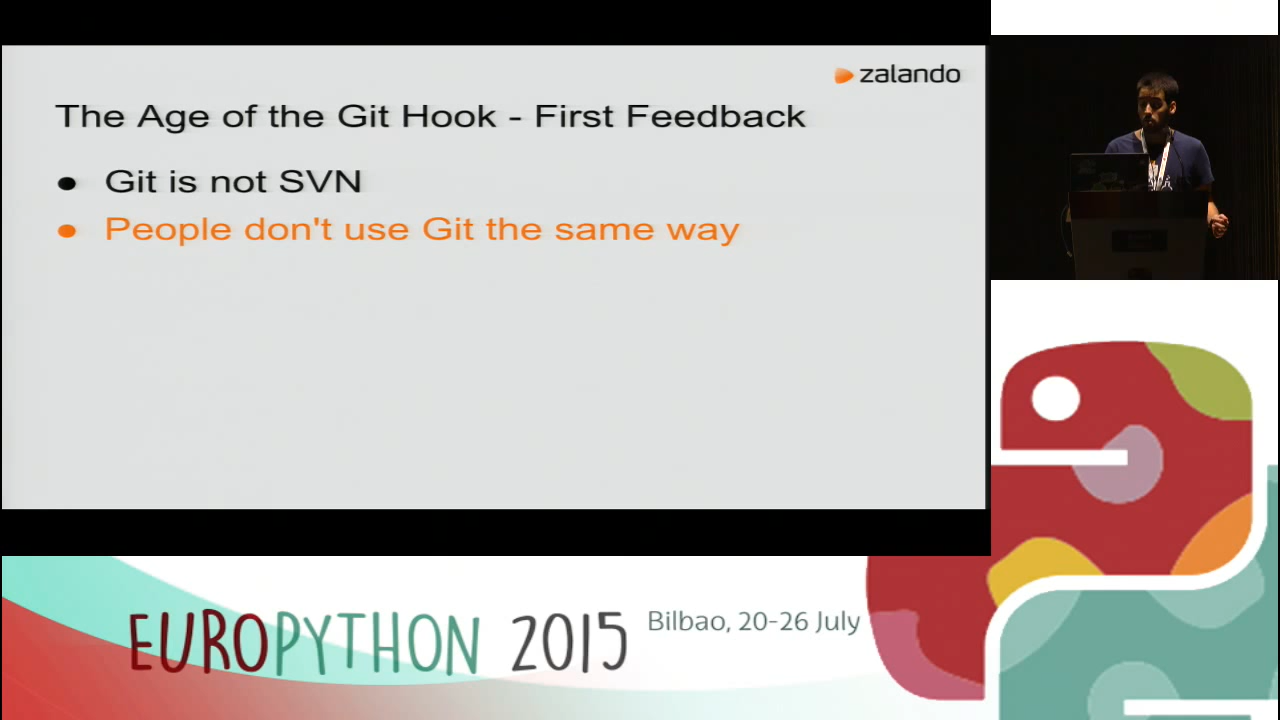 zalando
The Age of the Git Hook - First Feedback
● Git is not SVN
● People don't use Git the same way
EUROPYTHON 2015
Bilbao, 20-26 July